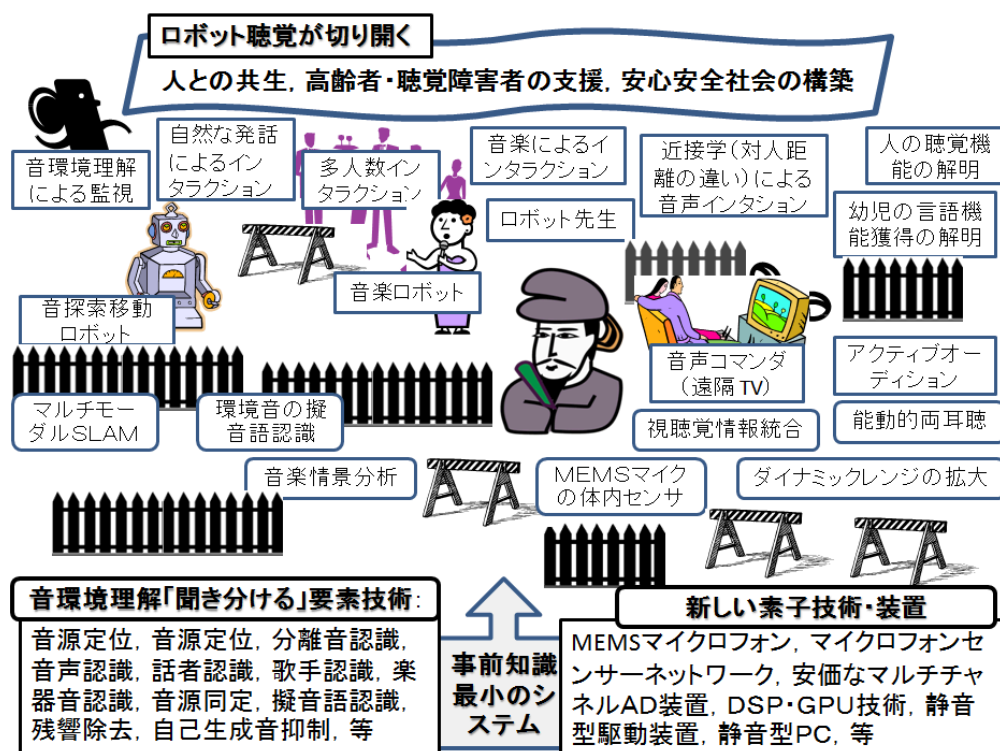 ロボット聴覚が切り開く
人との共生, 高齢者・聴覚障害者の支援, 安心安全社会の構築
音環境理解
による監視
自然な発話
によるイン
タラクション
多人数イン
タラクション
音楽によるイ
ンタラクション
近接学(対人距
離の違い)による
音声インタション
人の聴覚機
能の解明
ロボット先生
幼児の言語機
能獲得の解明
音楽ロボット
音探索移動
ロボット
音声コマンダ
(遠隔TV)
アクティブオー
ディション
マルチモー
ダルSLAM
環境音の擬
音語認識
視聴覚情報統合
能動的両耳聴
音楽情景分析
MEMSマイク
の体内センサ
ダイナミックレンジの拡大
音環境理解「聞き分ける」要素技術:
音源定位, 音源定位, 分離音認識,
音声認識, 話者認識, 歌手認識, 楽
器音認識, 音源同定, 擬音語認識,
残響除去, 自己生成音抑制, 等
事前知識
最小のシ
ステム
新しい素子技術・装置
MEMSマイクロフォン, マイクロフォンセ
ンサーネットワーク, 安価なマルチチャ
ネルAD装置, DSP・GPU技術, 静音
型駆動装置, 静音型PC, 等